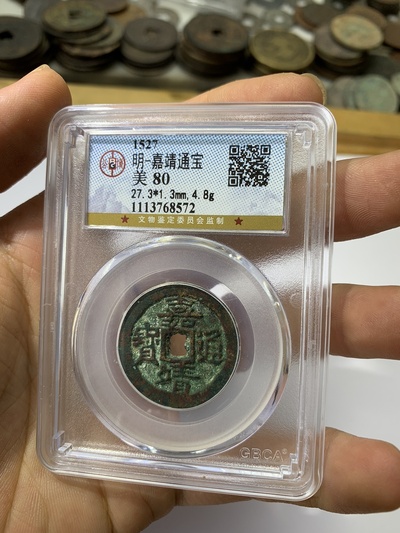 1527
明-嘉靖通宝
美 80
27.3*1.3mm,4.8g
1113768572
★ 文物鉴定委员会监制 ★
嘉
寳 通
靖
GBCA